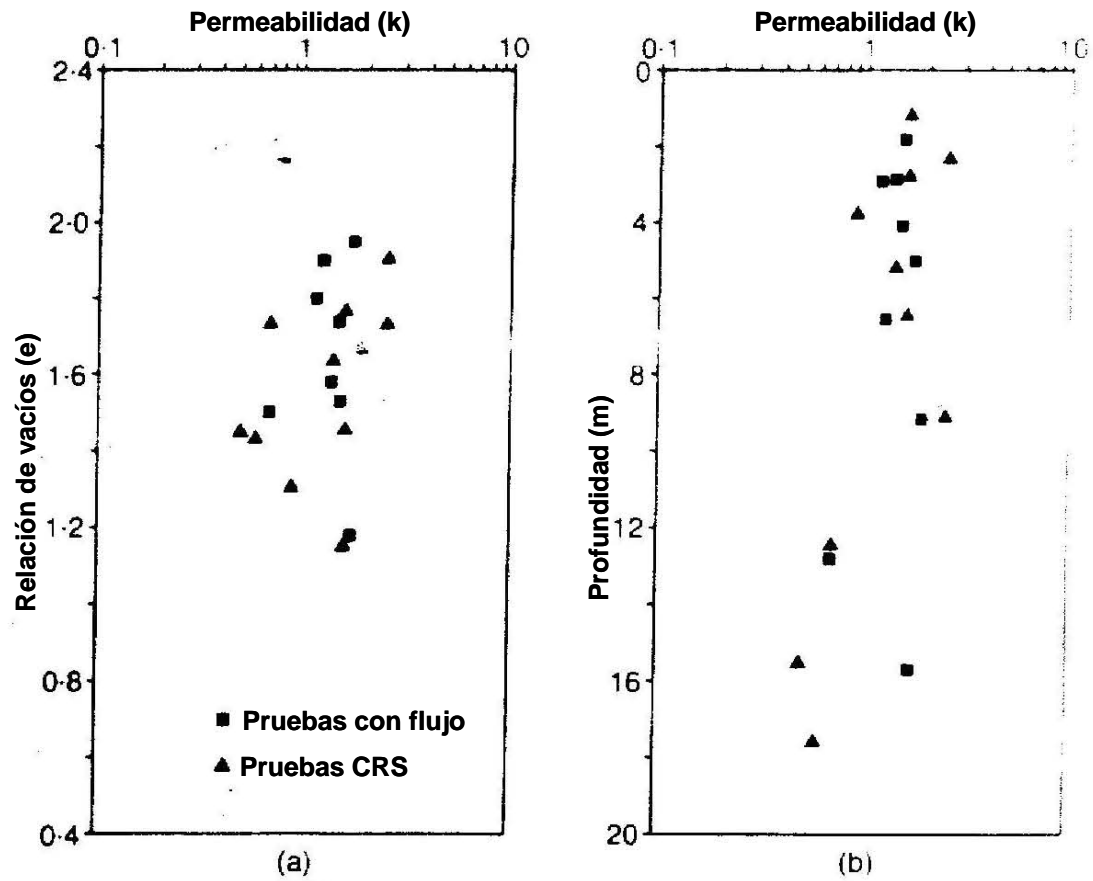 Permeabilidad (k)
0·1 1 10
2·4
2·0
1·6
1·2
0·8
0·4
Relación de vacíos (e)
Pruebas con flujo
Pruebas CRS
(a)
Permeabilidad (k)
0·1 1 10
0
4
8
12
16
20
Profundidad (m)
(b)